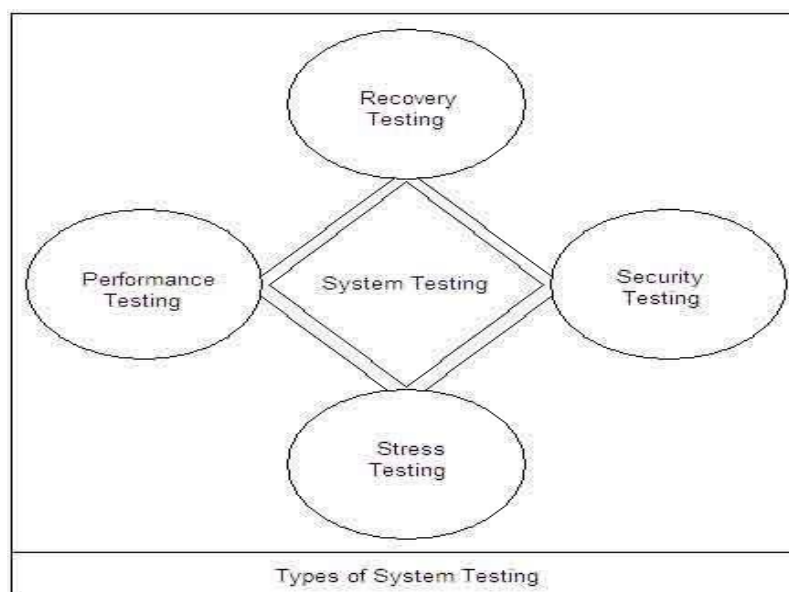 Recovery
Testing
Performance
Testing
System Testing
Security
Testing
Stress
Testing
Types of System Testing